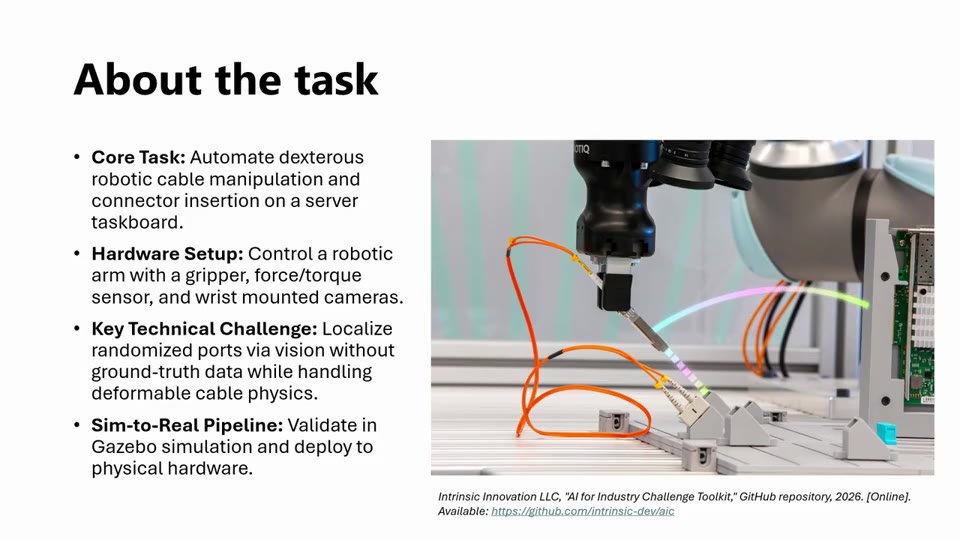 About the task
• Core Task: Automate dexterous
robotic cable manipulation and
connector insertion on a server
taskboard.
• Hardware Setup: Control a robotic
arm with a gripper, force/torque
sensor, and wrist mounted cameras.
• Key Technical Challenge: Localize
randomized ports via vision without
ground-truth data while handling
deformable cable physics.
• Sim-to-Real Pipeline: Validate in
Gazebo simulation and deploy to
physical hardware.
OTIQ
Intrinsic Innovation LLC, "AI for Industry Challenge Toolkit," GitHub repository, 2026. [Online].
Available: https://github.com/intrinsic-dev/aic